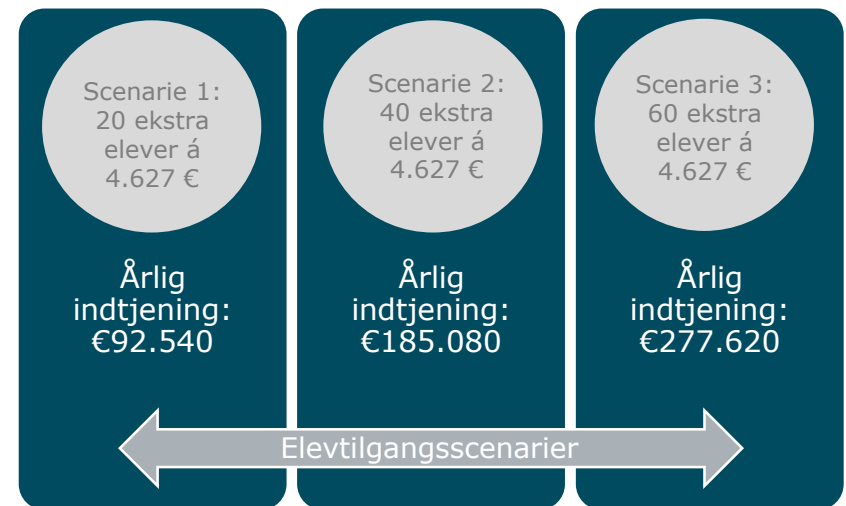 Scenarie 1:
20 ekstra
elever á
4.627 €
Årlig
indtjening:
€92.540
Scenarie 2:
40 ekstra
elever á
4.627 €
Årlig
indtjening:
€185.080
Scenarie 3:
60 ekstra
elever á
4.627 €
Årlig
indtjening:
€277.620
Elevtilgangsscenarier